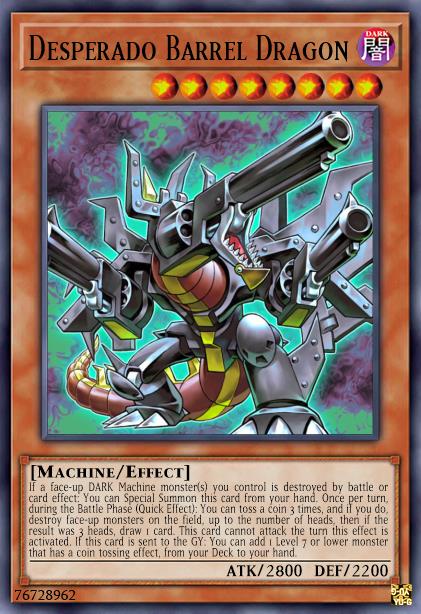 DESPERADO BARREL DRAGON
DARK
闇
[MACHINE/EFFECT]
If a face-up DARK Machine monster(s) you control is destroyed by battle or
card effect: You can Special Summon this card from your hand. Once per turn,
during the Battle Phase (Quick Effect): You can toss a coin 3 times, and if you do,
destroy face-up monsters on the field, up to the number of heads, then if the
result was 3 heads, draw 1 card. This card cannot attack the turn this effect is
activated. If this card is sent to the GY: You can add 1 Level 7 or lower monster
that has a coin tossing effect, from your Deck to your hand.
ATK/2800 DEF/2200
76728962